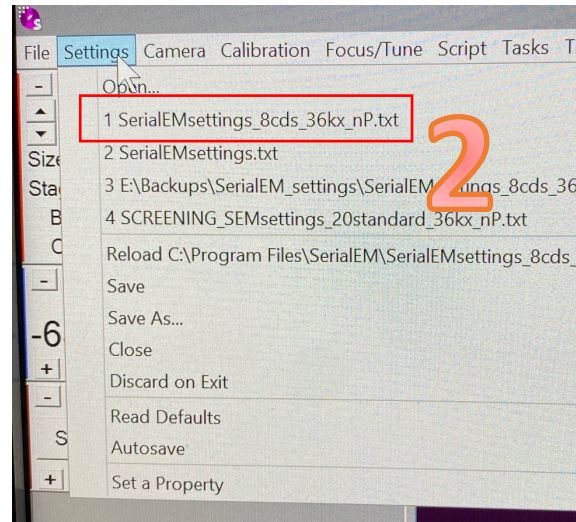 File Settings Camera Calibration Focus/Tune Script Tasks
Open...
1 SerialEMsettings_8cds_36kx_nP.txt
2 SerialEMsettings.txt
3 E:\Backups\SerialEM_settings\SerialEM
4 SCREENING_SEMsettings_20standard_36kx_nP.txt
Reload C:\Program Files\SerialEM\SerialEMsettings_8cds_
Save
Save As...
Close
Discard on Exit
Read Defaults
Autosave
Set a Property
2
-6